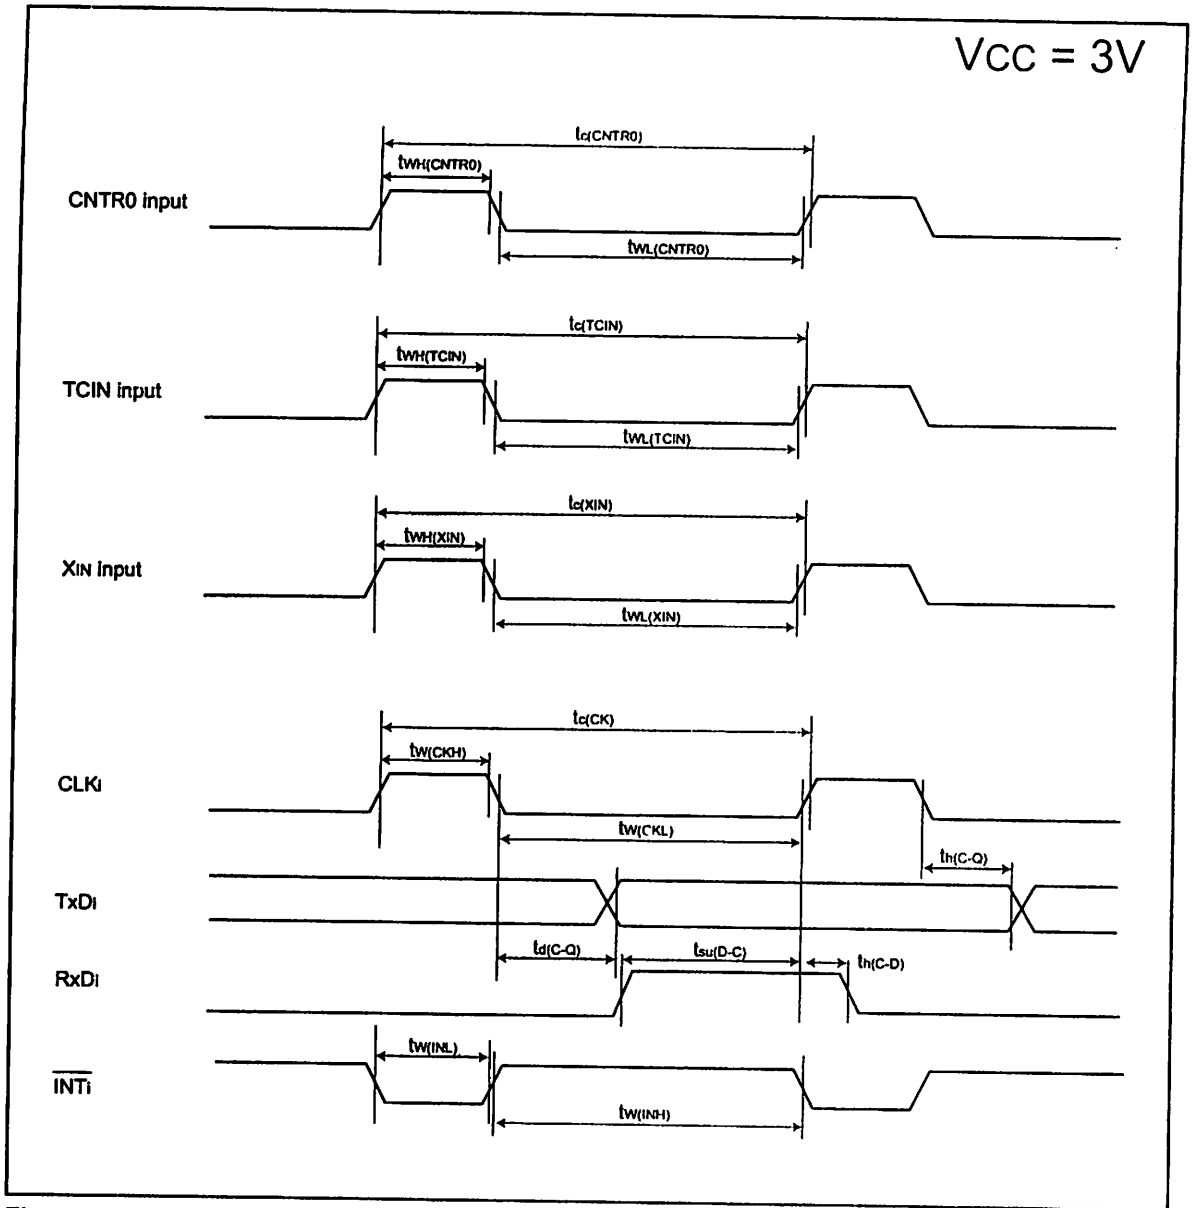 VCC = 3V
tc(CNTR0)
tWH(CNTR0)
CNTR0 input
tWL(CNTR0)
tc(TCIN)
tWH(TCIN)
TCIN input
tWL(TCIN)
tc(XIN)
tWH(XIN)
XIN input
tWL(XIN)
tc(CK)
tW(CKH)
CLKi
tW(CKL)
th(C-Q)
TxDi
td(C-Q)
tsu(D-C)
th(C-D)
RxDi
tW(INL)
INTi
tW(INH)